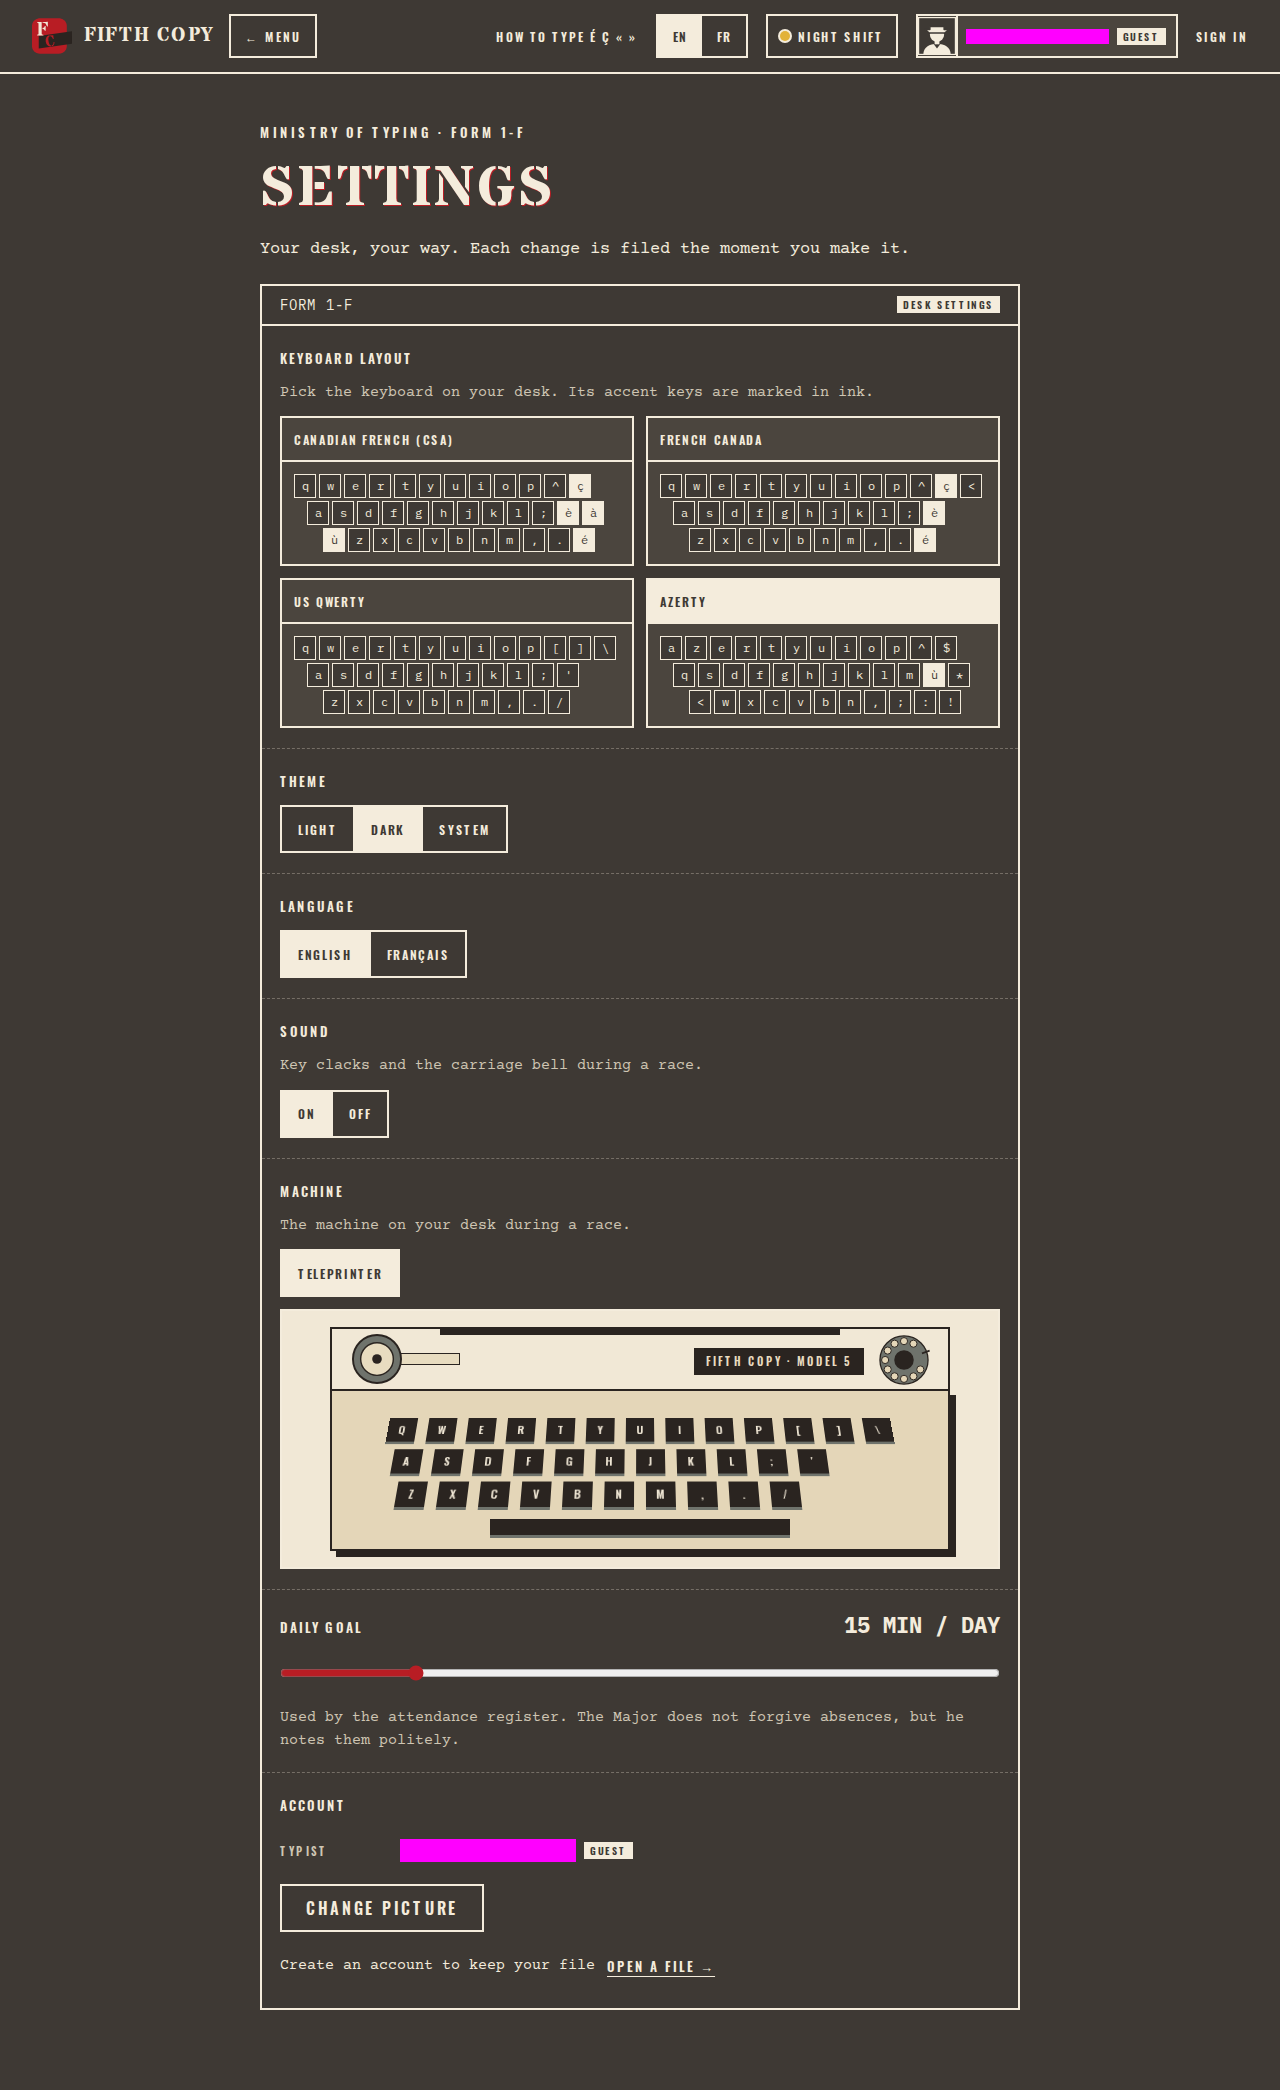 FC FIFTH COPY ← MENU HOW TO TYPE É Ç « » EN FR NIGHT SHIFT GUEST SIGN IN
MINISTRY OF TYPING · FORM 1-F
SETTINGS
Your desk, your way. Each change is filed the moment you make it.
FORM 1-F DESK SETTINGS
KEYBOARD LAYOUT
Pick the keyboard on your desk. Its accent keys are marked in ink.
CANADIAN FRENCH (CSA)
q w e r t y u i o p ^ ç
a s d f g h j k l ; è à
ù z x c v b n m , . é
FRENCH CANADA
q w e r t y u i o p ^ ç <
a s d f g h j k l ; è
z x c v b n m , . é
US QWERTY
q w e r t y u i o p [ ] \
a s d f g h j k l ; '
z x c v b n m , . /
AZERTY
a z e r t y u i o p ^ $
q s d f g h j k l m ù *
< w x c v b n , ; : !
THEME
LIGHT DARK SYSTEM
LANGUAGE
ENGLISH FRANÇAIS
SOUND
Key clacks and the carriage bell during a race.
ON OFF
MACHINE
The machine on your desk during a race.
TELEPRINTER
FIFTH COPY · MODEL 5
Q W E R T Y U I O P [ ] \
A S D F G H J K L ; '
Z X C V B N M , . /
DAILY GOAL 15 MIN / DAY
Used by the attendance register. The Major does not forgive absences, but he
notes them politely.
ACCOUNT
TYPIST GUEST
CHANGE PICTURE
Create an account to keep your file OPEN A FILE →